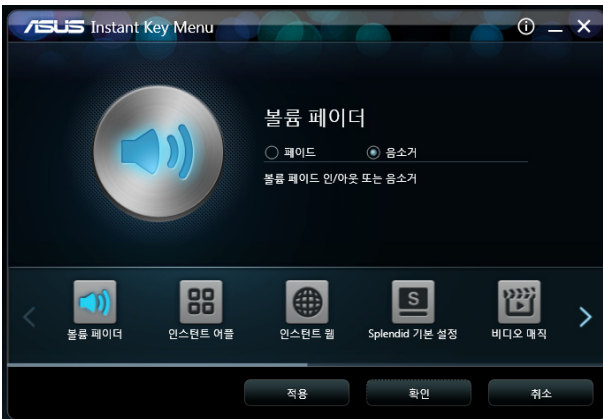 ASUS Instant Key Menu
볼륨 페이더
페이드 음소거
볼륨 페이드 인/아웃 또는 음소거
볼륨 페이더 인스턴트 어플 인스턴트 웹 Splendid 기본 설정 비디오 매직
적용 확인 취소